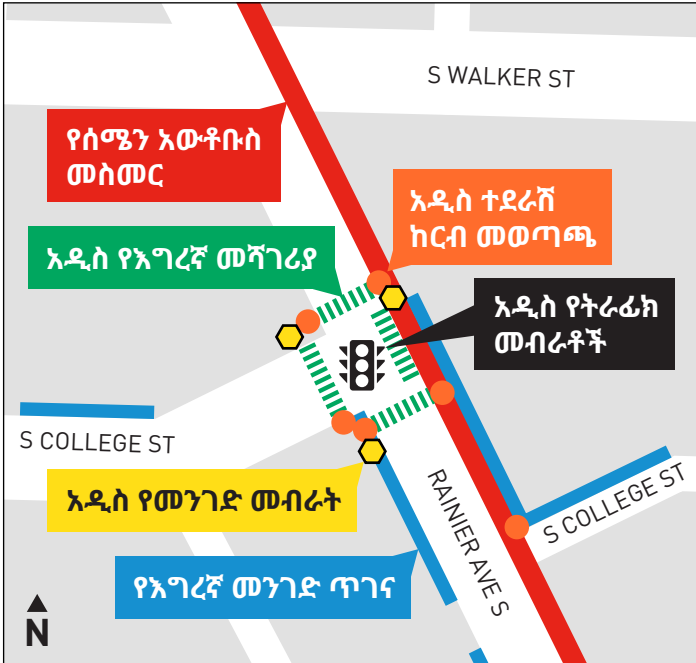 S WALKER ST
የሰሜን አውቶቡስ
መስመር
አዲስ ተደራሽ
ከርብ መወጣጫ
አዲስ የእግረኛ መሻገሪያ
አዲስ የትራፊክ
መብራቶች
S COLLEGE ST
አዲስ የመንገድ መብራት
RAINIER AVE S
S COLLEGE ST
የእግረኛ መንገድ ጥገና
N